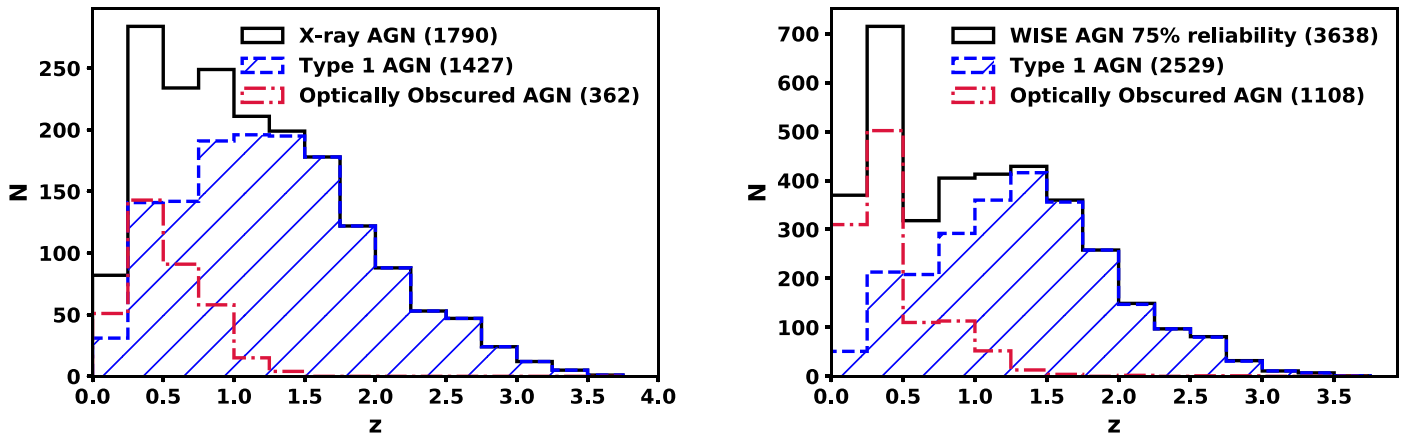 X-ray AGN (1790)
Type 1 AGN (1427)
Optically Obscured AGN (362)
N
250
200
150
100
50
0
0.0 0.5 1.0 1.5 2.0 2.5 3.0 3.5 4.0
z
WISE AGN 75% reliability (3638)
Type 1 AGN (2529)
Optically Obscured AGN (1108)
N
700
600
500
400
300
200
100
0
0.0 0.5 1.0 1.5 2.0 2.5 3.0 3.5
z